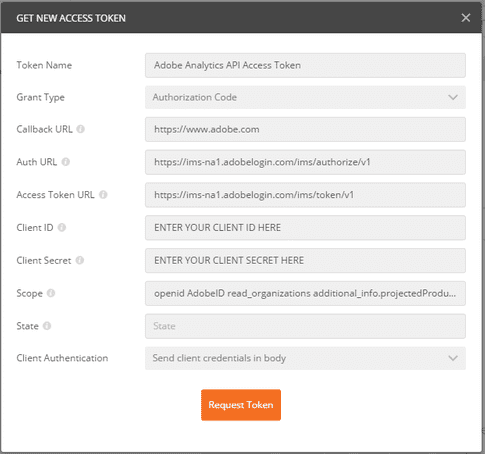 GET NEW ACCESS TOKEN
Token Name Adobe Analytics API Access Token
Grant Type Authorization Code
Callback URL https://www.adobe.com
Auth URL https://ims-na1.adobelogin.com/ims/authorize/v1
Access Token URL https://ims-na1.adobelogin.com/ims/token/v1
Client ID ENTER YOUR CLIENT ID HERE
Client Secret ENTER YOUR CLIENT SECRET HERE
Scope openid AdobeID read_organizations additional_info.projectedProdu...
State State
Client Authentication Send client credentials in body
Request Token